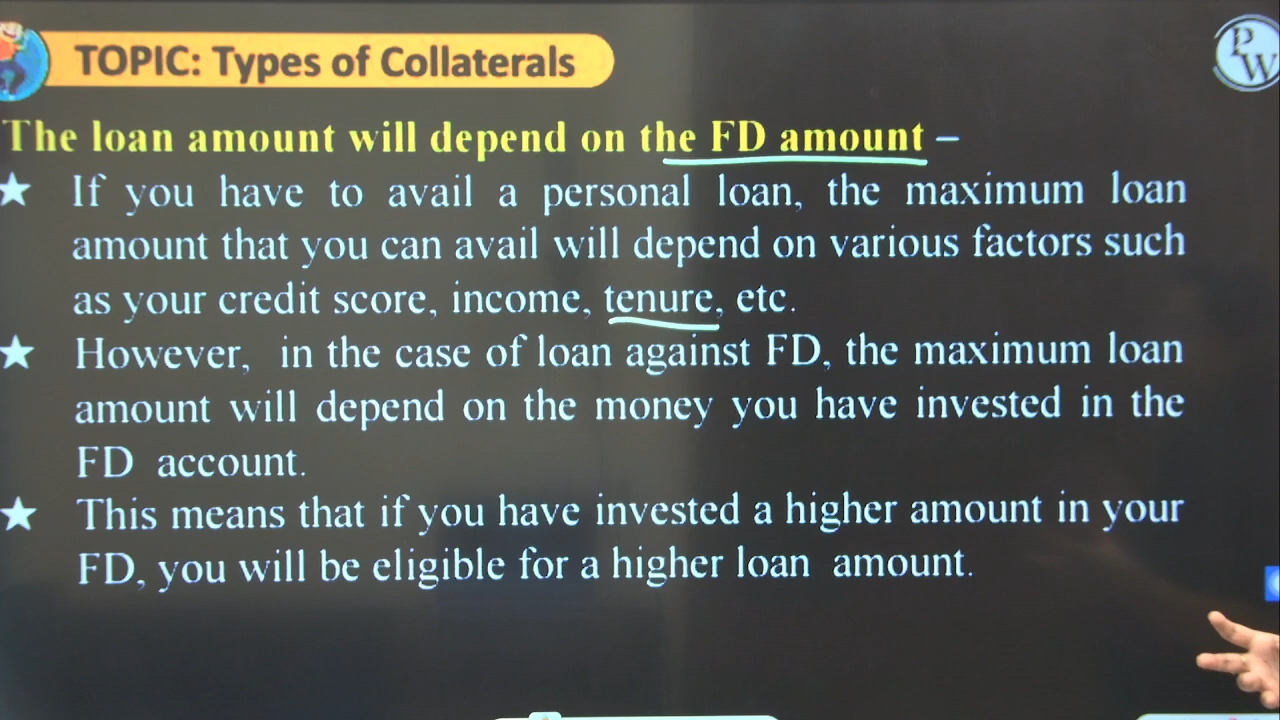 TOPIC: Types of Collaterals
PW
The loan amount will depend on the FD amount –
★ If you have to avail a personal loan, the maximum loan
amount that you can avail will depend on various factors such
as your credit score, income, tenure, etc.
★ However, in the case of loan against FD, the maximum loan
amount will depend on the money you have invested in the
FD account.
★ This means that if you have invested a higher amount in your
FD, you will be eligible for a higher loan amount.